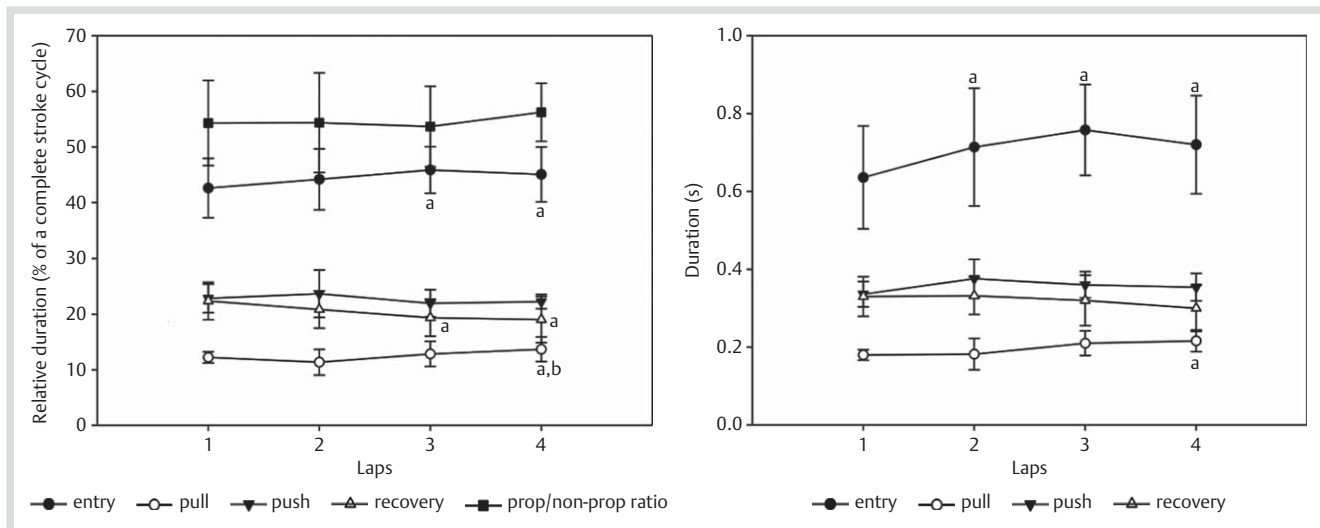 Relative duration (% of a complete stroke cycle)
70
60
50
40
30
20
10
0
a
a
a
a
a,b
1 2 3 4
Laps
entry pull push recovery prop/non-prop ratio
Duration (s)
1.0
0.8
0.6
0.4
0.2
0.0
a
a
a
a
1 2 3 4
Laps
entry pull push recovery